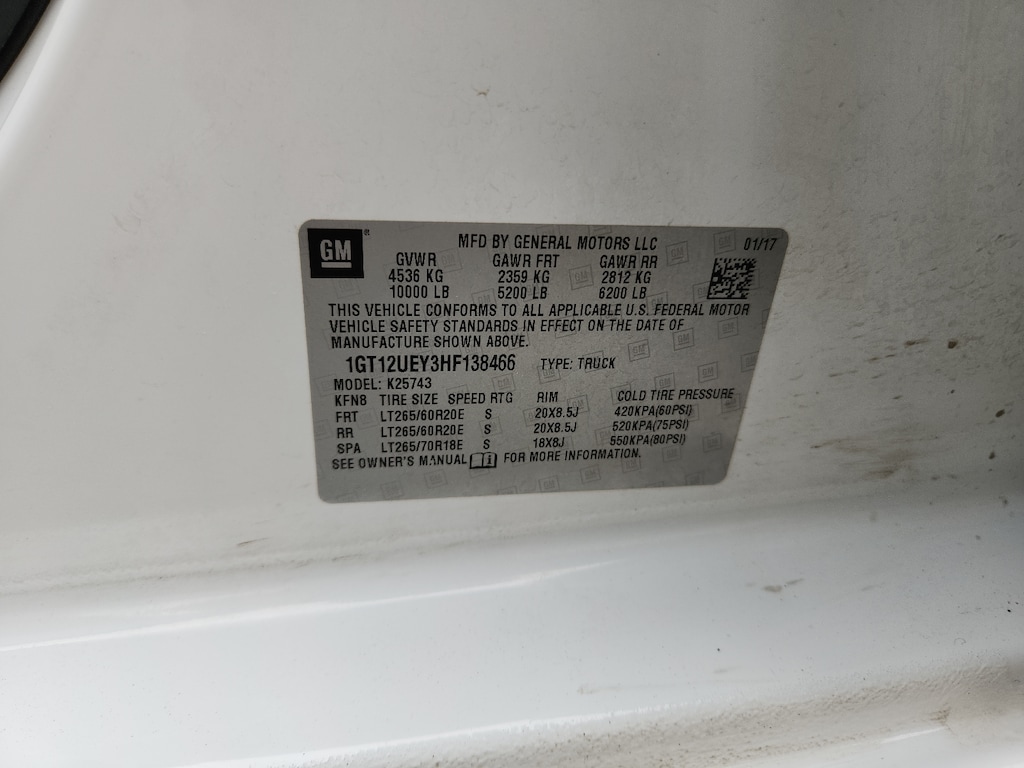 GM ® MFD BY GENERAL MOTORS LLC 01/17
GVWR GAWR FRT GAWR RR
4536 KG 2359 KG 2812 KG
10000 LB 5200 LB 6200 LB
THIS VEHICLE CONFORMS TO ALL APPLICABLE U.S. FEDERAL MOTOR
VEHICLE SAFETY STANDARDS IN EFFECT ON THE DATE OF
MANUFACTURE SHOWN ABOVE.
1GT12UEY3HF138466 TYPE: TRUCK
MODEL: K25743
KFN8 TIRE SIZE SPEED RTG RIM COLD TIRE PRESSURE
FRT LT265/60R20E S 20X8.5J 420KPA(60PSI)
RR LT265/60R20E S 20X8.5J 520KPA(75PSI)
SPA LT265/70R18E S 18X8J 550KPA(80PSI)
SEE OWNER'S MANUAL i FOR MORE INFORMATION.